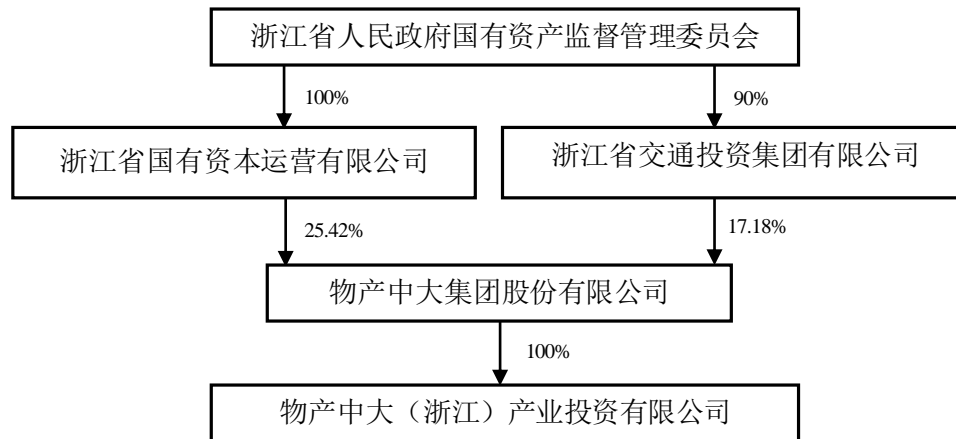 浙江省人民政府国有资产监督管理委员会
100%
90%
浙江省国有资本运营有限公司
浙江省交通投资集团有限公司
25.42%
17.18%
物产中大集团股份有限公司
100%
物产中大（浙江）产业投资有限公司